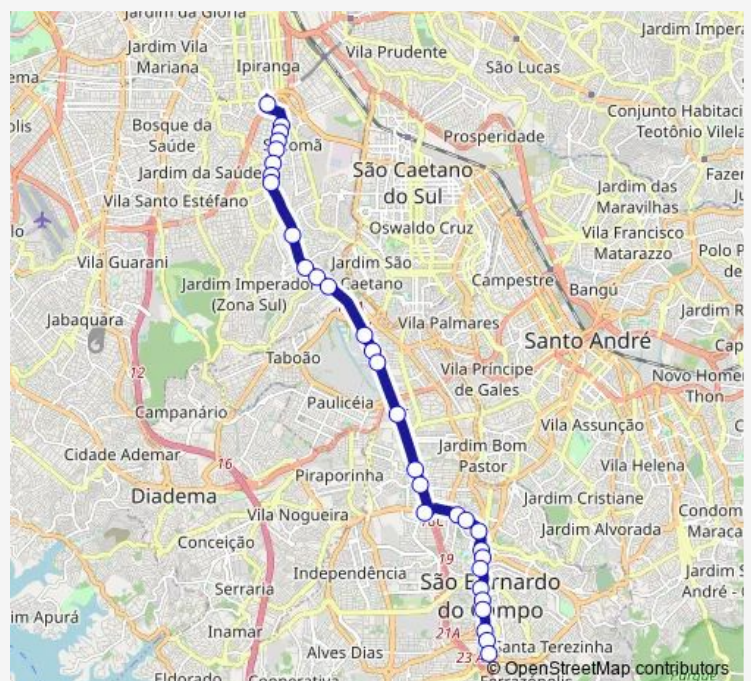 Jardim da Glória
Jardim Vila
Mariana
Ipiranga
Vila Prudente
Jardim
São Lucas
ema
Conjunto Habitaci
Teotônio Vilela
Bosque da
Saúde
Prosperidade
Jardim da Saúde
São Caetano
do Sul
Jardim das
Maravilhas
Vila Santo Estéfano
Oswaldo Cruz
Vila Francisco
Matarazzo
Polo P
de
Vila Guarani
Jardim São
Caetano
Jardim Imperador
(Zona Sul)
Campestre
Bangú
Jardim R
Jabaquara
Vila Palmares
Santo André
Cap
Taboão
12
Vila Príncipe
de Gales
Novo Home
Thon
Campanário
Paulicéia
Vila Assunção
Cidade Ademar
16
Jardim Bom
Pastor
Vila Helena
Piraporinha
Diadema
Jardim Cristiane
Condom
Maraca
Vila Nogueira
Jardim Alvorada
Conceição
19
Independência
São Bernardo
do Campo
Jardim S
André -
Serraria
im Apurá
Inamar
21A
Santa Terezinha
Alves Dias
23
© OpenStreetMap contributors
Eldorado